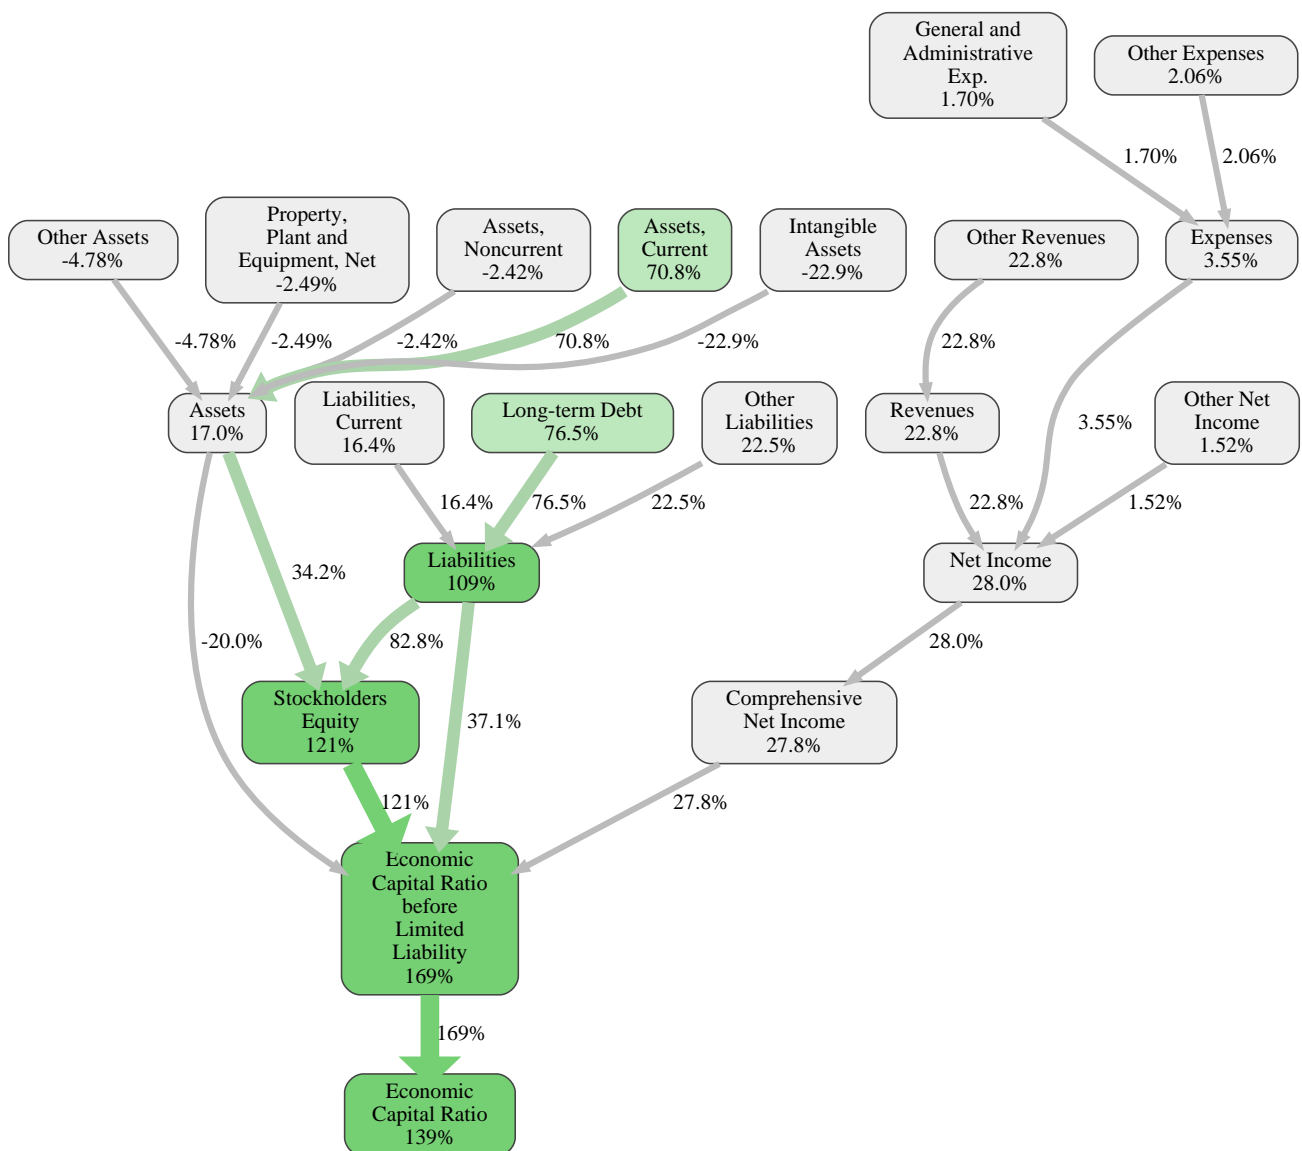 General and
Administrative
Exp.
1.70%
Other Expenses
2.06%
1.70%
2.06%
Other Assets
-4.78%
Property,
Plant and
Equipment, Net
-2.49%
Assets,
Noncurrent
-2.42%
Assets,
Current
70.8%
Intangible
Assets
-22.9%
Other Revenues
22.8%
Expenses
3.55%
-4.78%
-2.49%
-2.42%
70.8%
-22.9%
22.8%
Assets
17.0%
Liabilities,
Current
16.4%
Long-term Debt
76.5%
Other
Liabilities
22.5%
Revenues
22.8%
3.55%
Other Net
Income
1.52%
16.4%
76.5%
22.5%
22.8%
1.52%
34.2%
Liabilities
109%
Net Income
28.0%
-20.0%
82.8%
28.0%
Stockholders
Equity
121%
37.1%
Comprehensive
Net Income
27.8%
121%
27.8%
Economic
Capital Ratio
before
Limited
Liability
169%
169%
Economic
Capital Ratio
139%